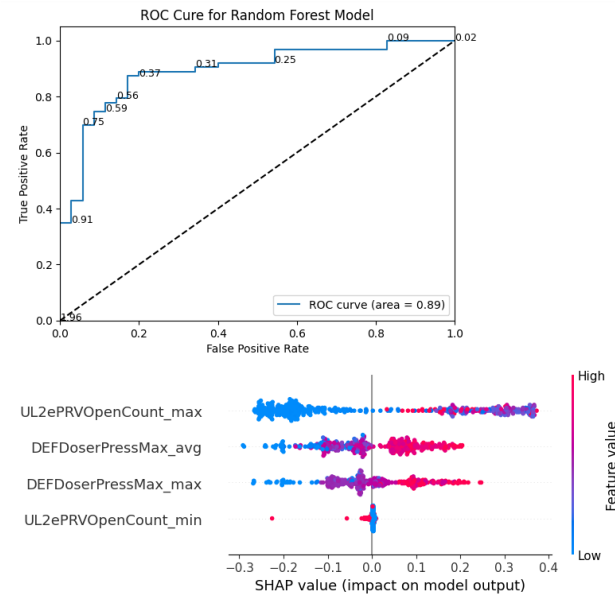 ROC Cure for Random Forest Model
1.0
0.09
0.02
0.31
0.37
0.25
0.8
0.56
0.59
0.75
0.6
0.4
0.91
0.2
ROC curve (area = 0.89)
0.0
1.96
0.0
0.2
0.4
0.6
0.8
1.0
True Positive Rate
False Positive Rate
High
UL2ePRVOpenCount_max
DEFDoserPressMax_avg
DEFDoserPressMax_max
UL2ePRVOpenCount_min
Feature value
Low
−0.3
−0.2
−0.1
0.0
0.1
0.2
0.3
0.4
SHAP value (impact on model output)